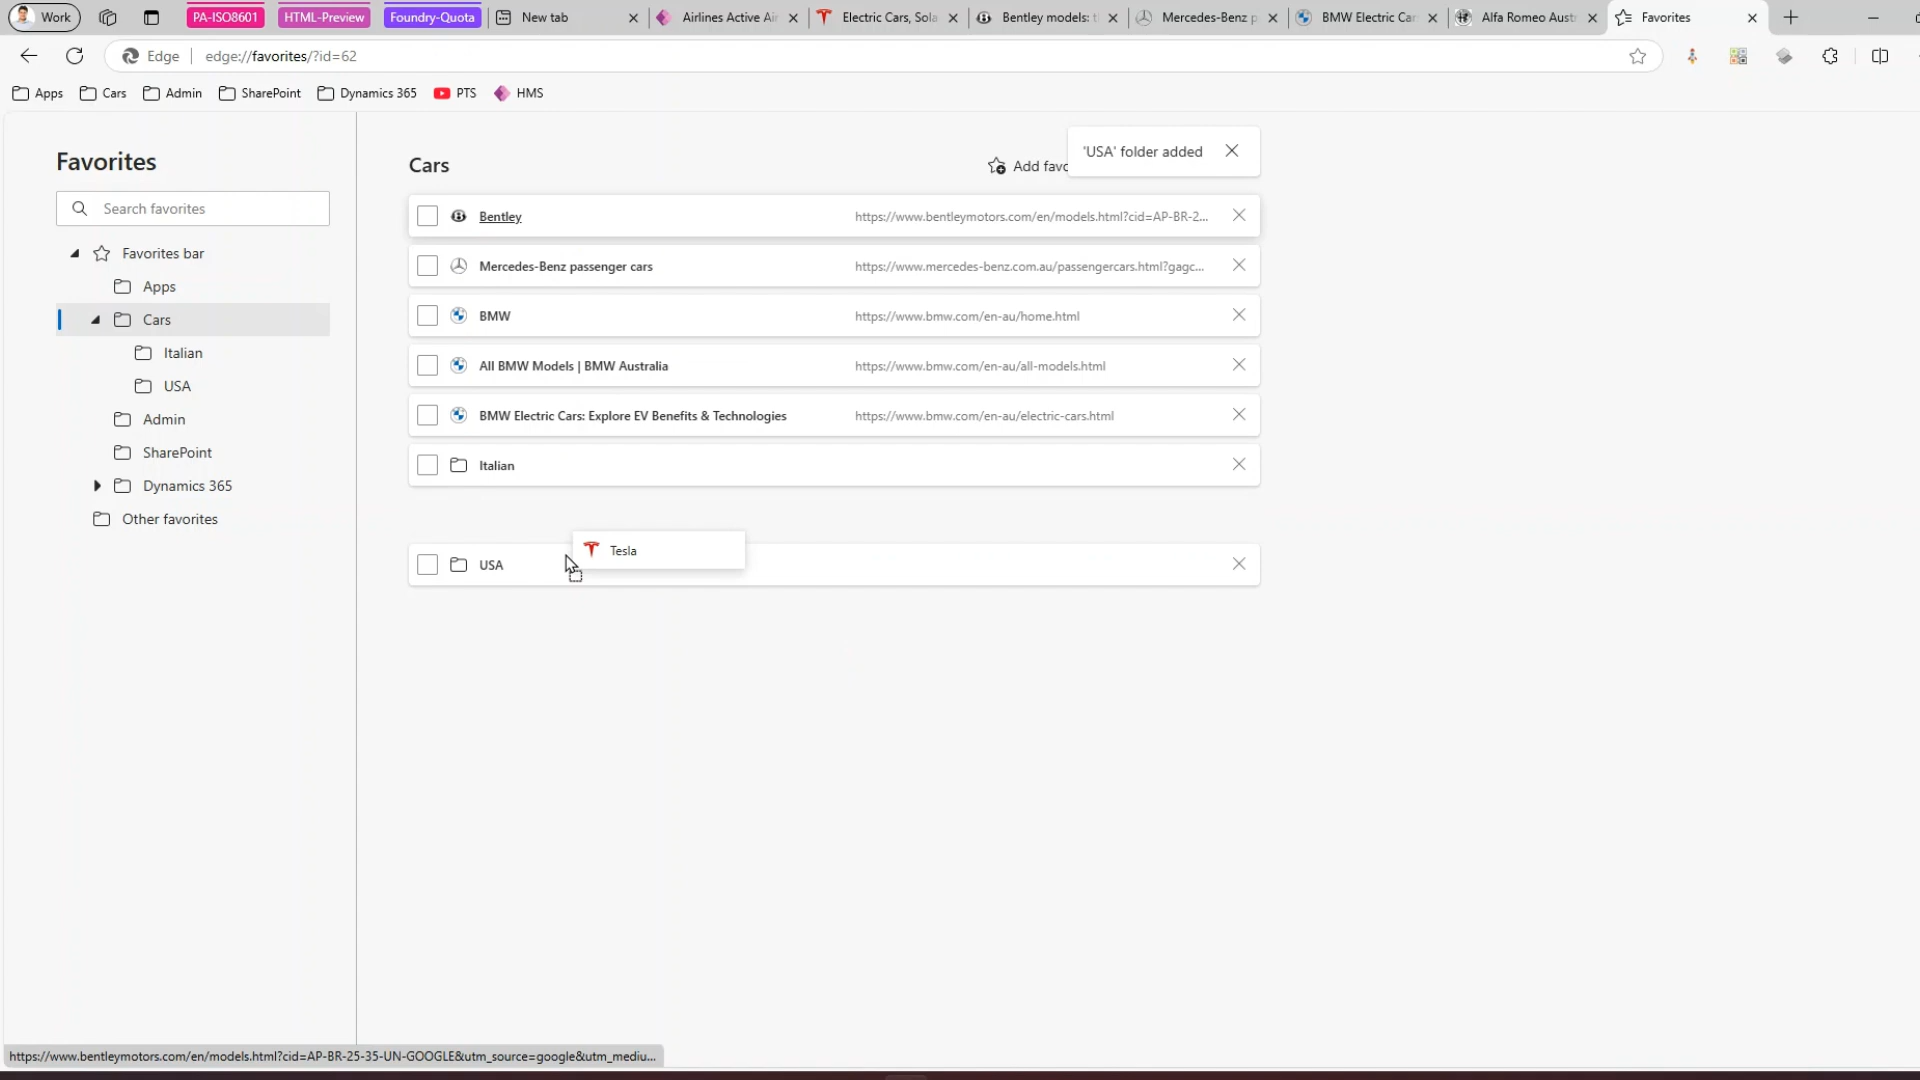 Work
PA-ISO8601
HTML-Preview
Foundry-Quota
New tab
Airlines Active Air
Electric Cars, Sola
Bentley models: t
Mercedes-Benz p
BMW Electric Car
Alfa Romeo Aust
Favorites
Edge
edge://favorites/?id=62
Apps
Cars
Admin
SharePoint
Dynamics 365
PTS
HMS
Favorites
Search favorites
Favorites bar
Apps
Cars
Italian
USA
Admin
SharePoint
Dynamics 365
Other favorites
Cars
Add favo
'USA' folder added
Bentley https://www.bentleymotors.com/en/models.html?cid=AP-BR-2...
Mercedes-Benz passenger cars https://www.mercedes-benz.com.au/passengercars.html?gagc...
BMW https://www.bmw.com/en-au/home.html
All BMW Models | BMW Australia https://www.bmw.com/en-au/all-models.html
BMW Electric Cars: Explore EV Benefits & Technologies https://www.bmw.com/en-au/electric-cars.html
Italian
Tesla
USA
https://www.bentleymotors.com/en/models.html?cid=AP-BR-25-35-UN-GOOGLE&utm_source=google&utm_mediu...